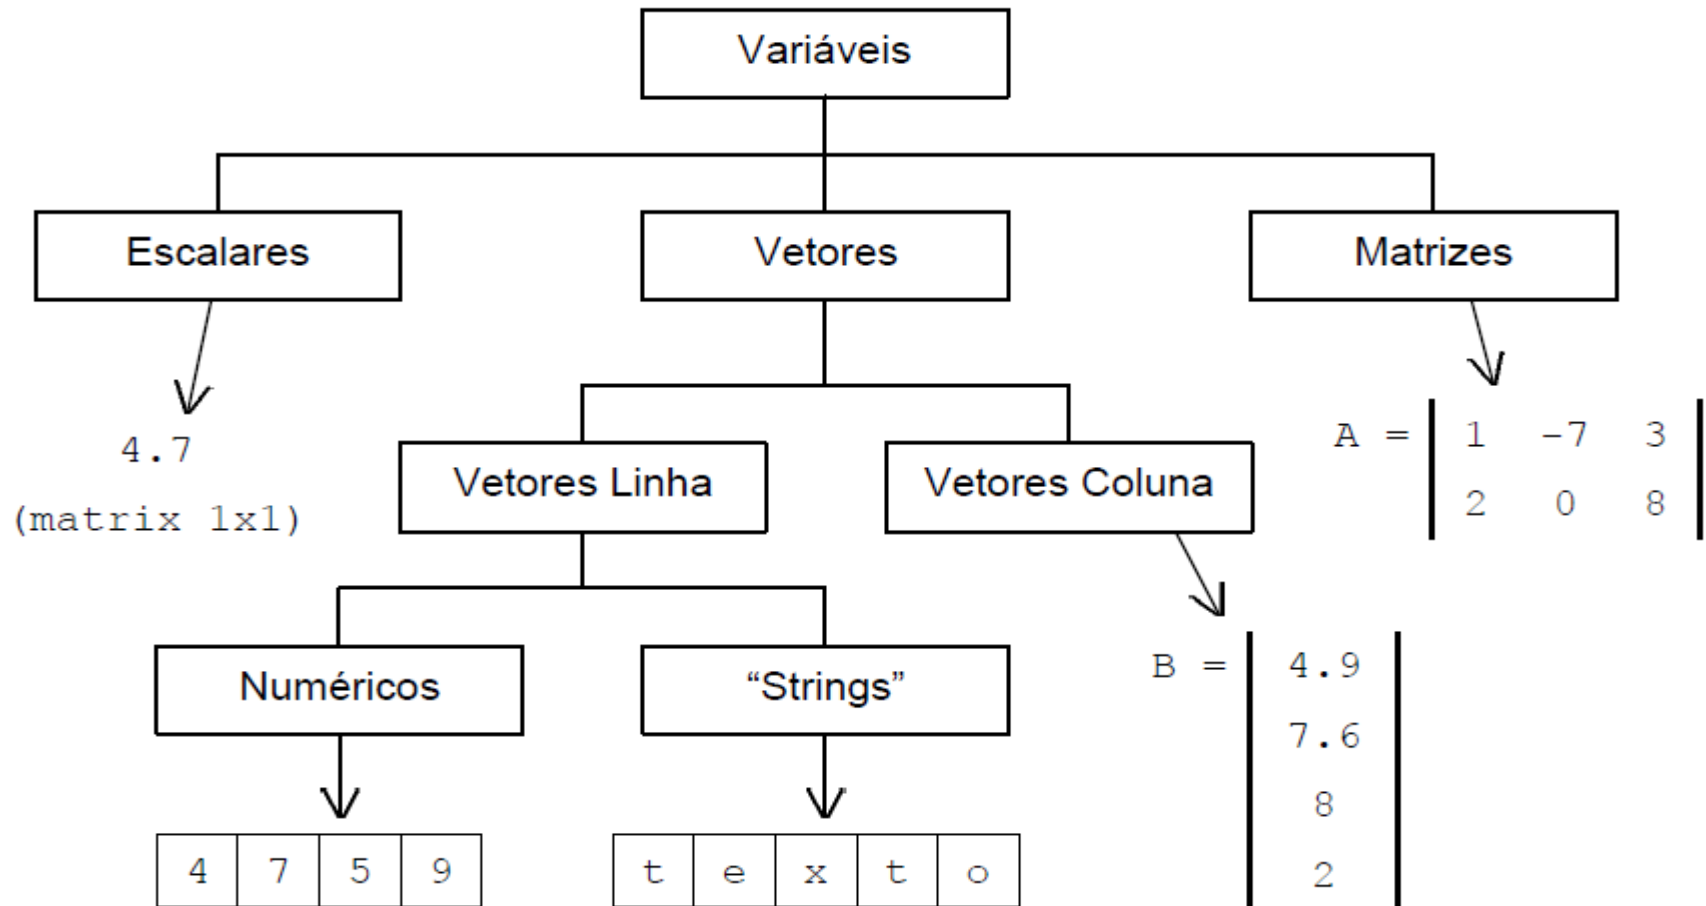 Variáveis
Escalares
Vetores
Matrizes
4.7
(matrix 1x1)
A = 1 -7 3
2 0 8
Vetores Linha
Vetores Coluna
Numéricos
“Strings”
B = 4.9
7.6
8
2
4 7 5 9
t e x t o